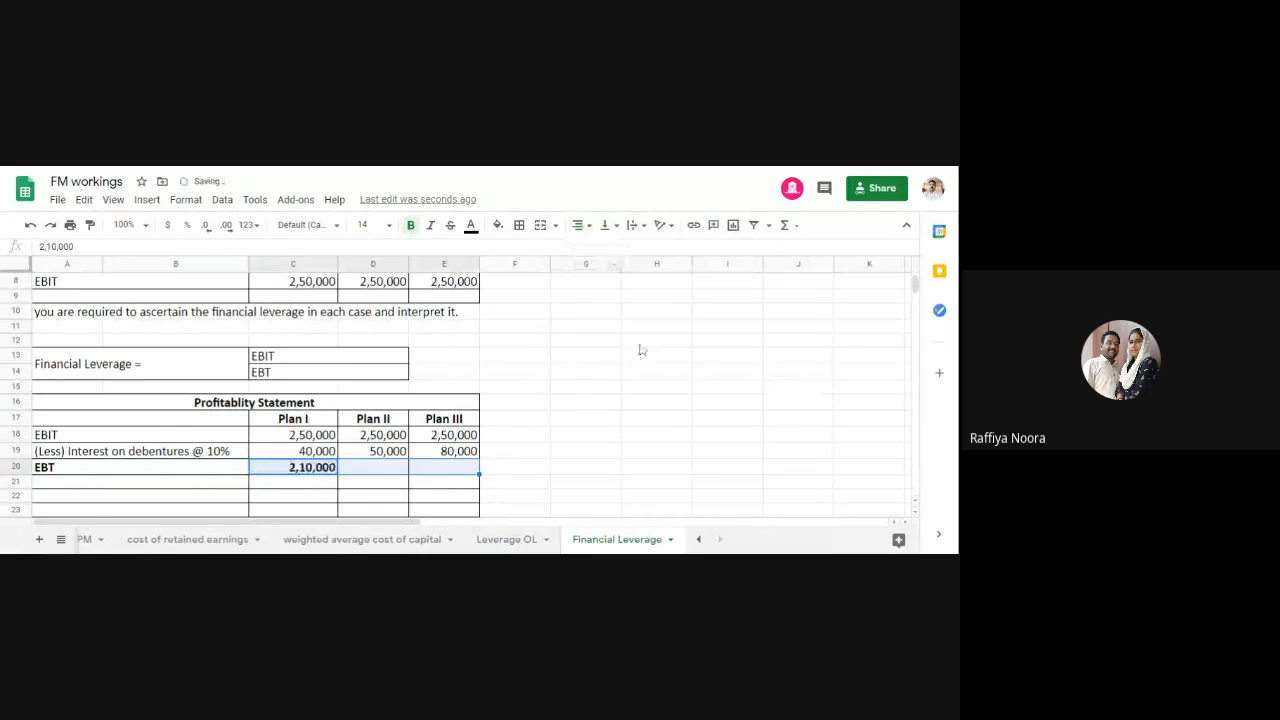 FM workings
Saving...
File Edit View Insert Format Data Tools Add-ons Help Last edit was seconds ago
Share
100% $ % .0 .00 123 Default (Ca... 14 B I S A
fx 2,10,000
A B C D E F G H I J K
8 EBIT 2,50,000 2,50,000 2,50,000
9
10 you are required to ascertain the financial leverage in each case and interpret it.
11
12
13 Financial Leverage = EBIT
14 EBT
15
16 Profitablity Statement
17 Plan I Plan II Plan III
18 EBIT 2,50,000 2,50,000 2,50,000
19 (Less) Interest on debentures @ 10% 40,000 50,000 80,000
20 EBT 2,10,000
21
22
23
PM cost of retained earnings weighted average cost of capital Leverage OL Financial Leverage
Raffiya Noora